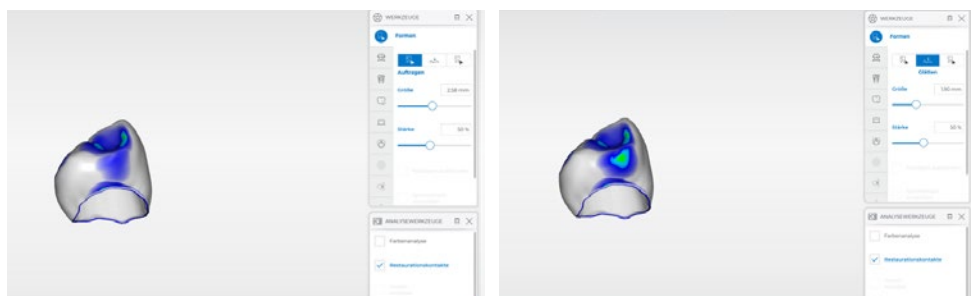 WERKZEUGE
Formen
Auftragen
Größe
2,58 mm
Stärke
50 %
ANALYSEWERKZEUGE
Farbenanalyse
Restaurationskontakte
WERKZEUGE
Formen
Glätten
Größe
Stärke
50 %
ANALYSEWERKZEUGE
Farbenanalyse
Restaurationskontakte